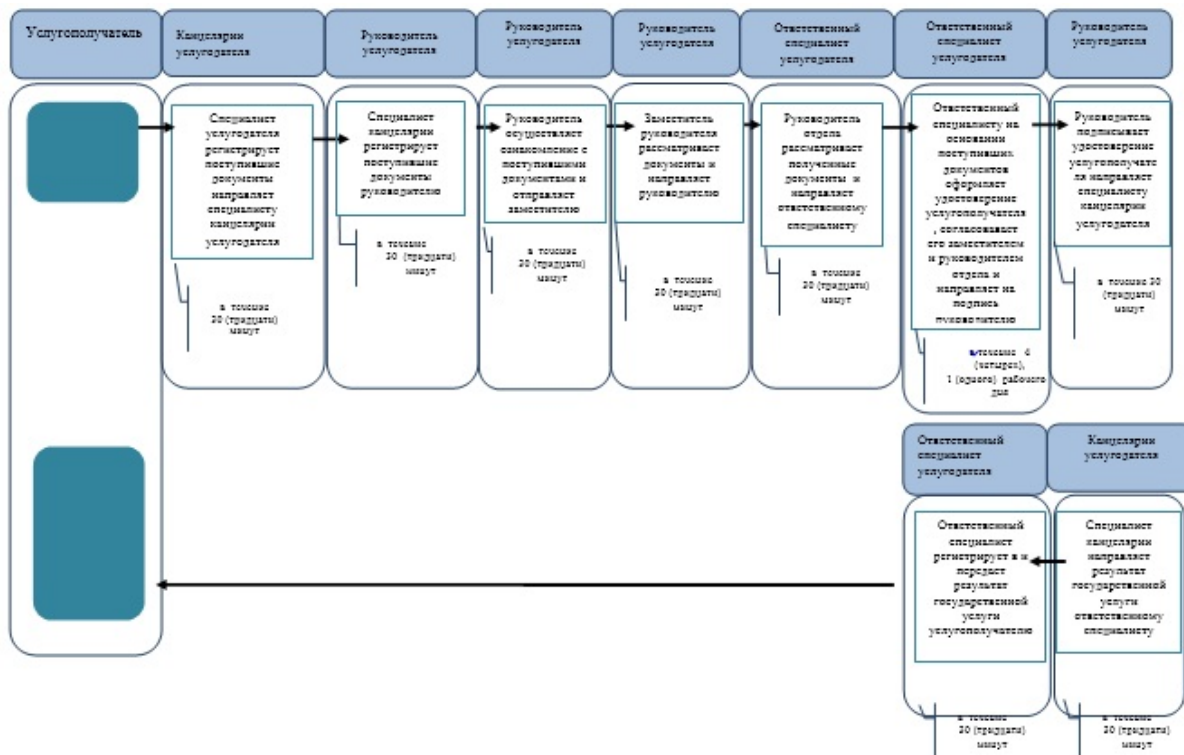 Услугополучатель
Канцелярии
услугодателя
Руководитель
услугодателя
Руководитель
услугодателя
Руководитель
услугодателя
Ответственный
специалист
услугодателя
Ответственный
специалист
услугодателя
Руководитель
услугодателя
Специалист
услугодателя
регистрирует
поступившие
документы
направляет
специалисту
канцелярии
услугодателя
в течение
30 (тридцати)
минут
Специалист
канцелярии
регистрирует
поступившие
документы
руководителю
в течение
30 (тридцати)
минут
Руководитель
осуществляет
ознакомление с
поступившими
документами и
отправляет
заместителю
в течение
30 (тридцати)
минут
Заместитель
руководителя
рассматривает
документы и
направляет
руководителю
в течение
30 (тридцати)
минут
Руководитель
отдела
рассматривает
полученные
документы и
направляет
ответственному
специалисту
в течение
30 (тридцати)
минут
Ответственный
специалисту на
основании
поступивших
документов
оформляет
удостоверение
услугополучателя
, согласовывает
его заместителем
и руководителем
отдела и
направляет на
подпись
руководителю
течение
(четырех),
1 (одного) рабочего
дня
Руководитель
подписывает
удостоверение
услугополучате
ля направляет
специалисту
канцелярии
услугодателя
в течение 30
(тридцати)
минут
Ответственный
специалист
услугодателя
Канцелярии
услугодателя
Ответственный
специалист
регистрирует в и
передает
результат
государственной
услуги
услугополучателю
в течение
30 (тридцати)
минут
Специалист
канцелярии
направляет
результат
государственной
услуги
ответственному
специалисту
в течение
30 (тридцати)
минут